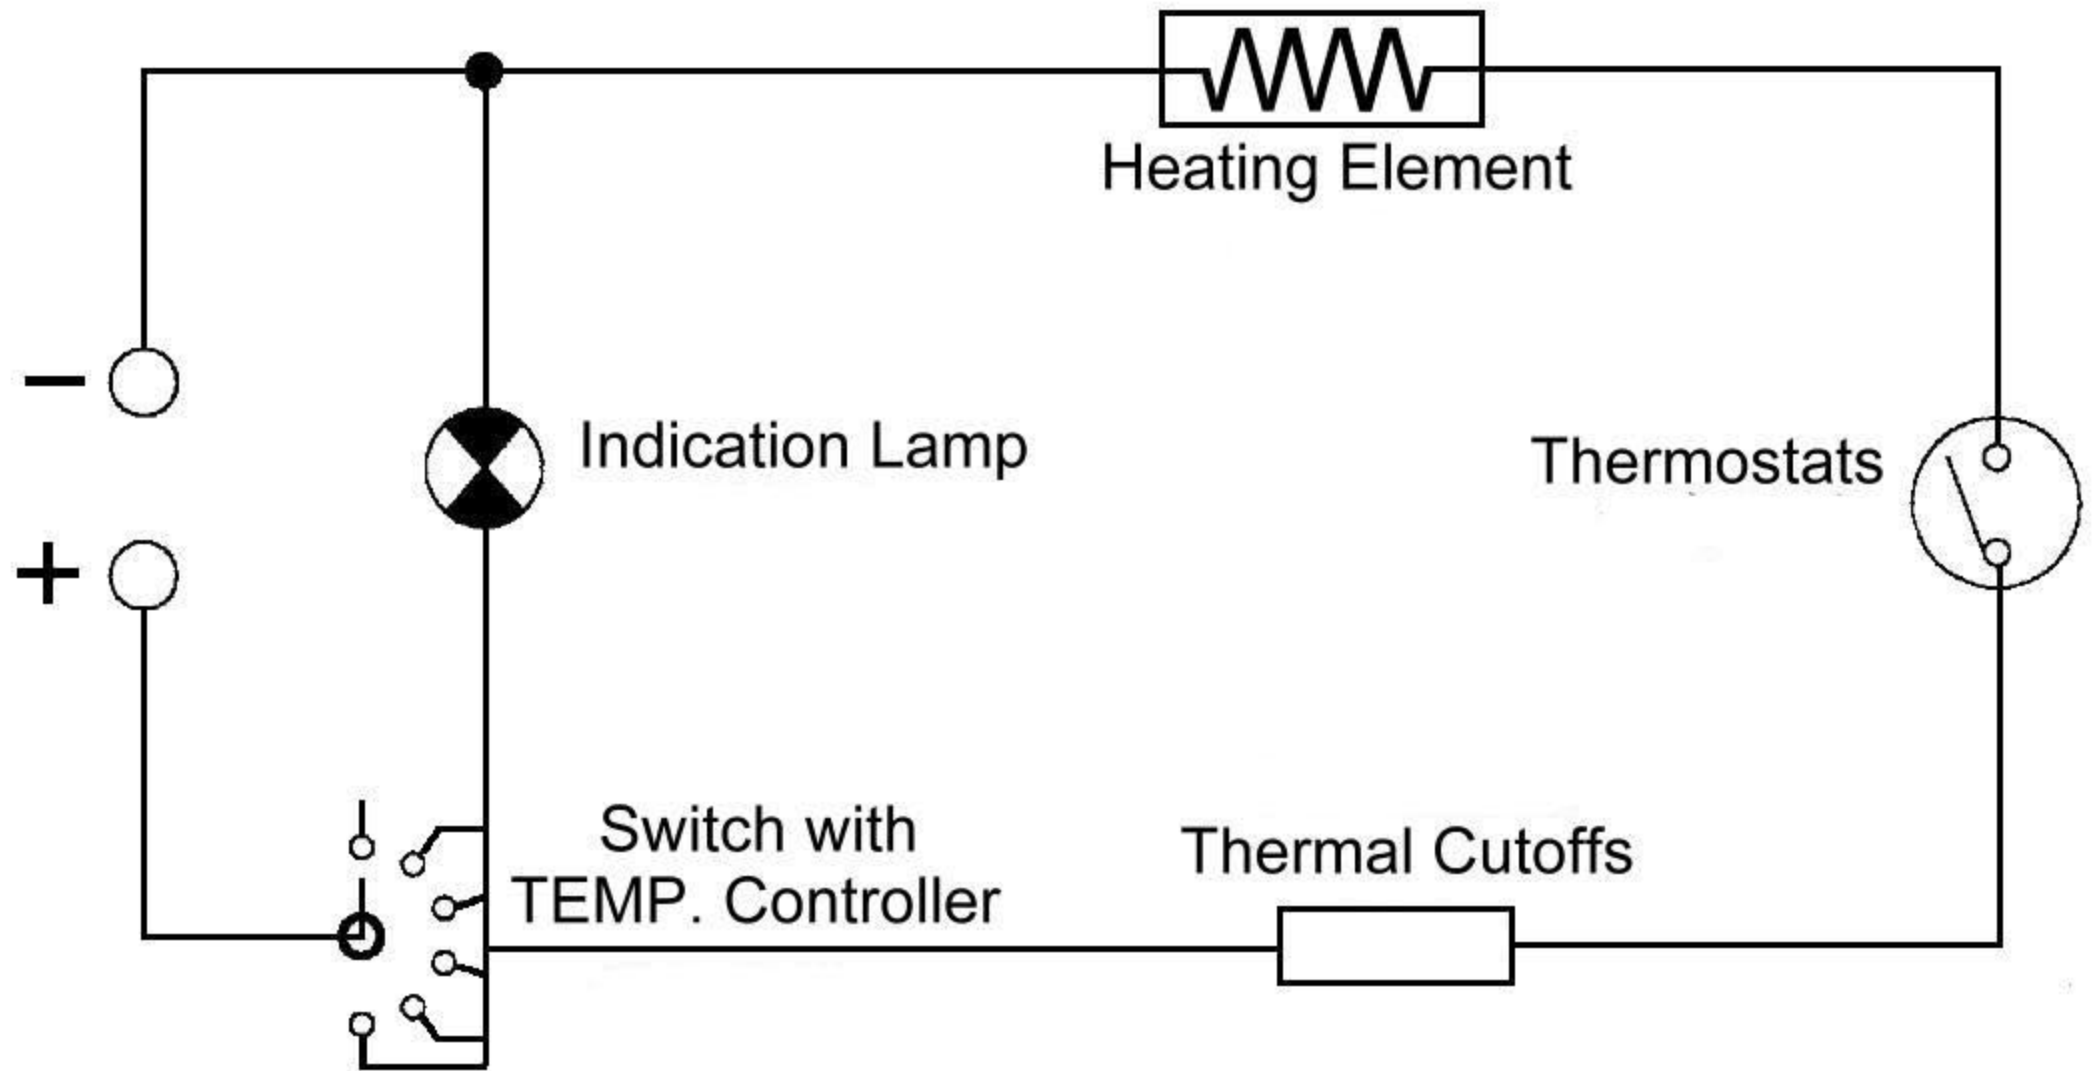 Heating Element
−
Indication Lamp
Thermostats
+
Switch with
TEMP. Controller
Thermal Cutoffs